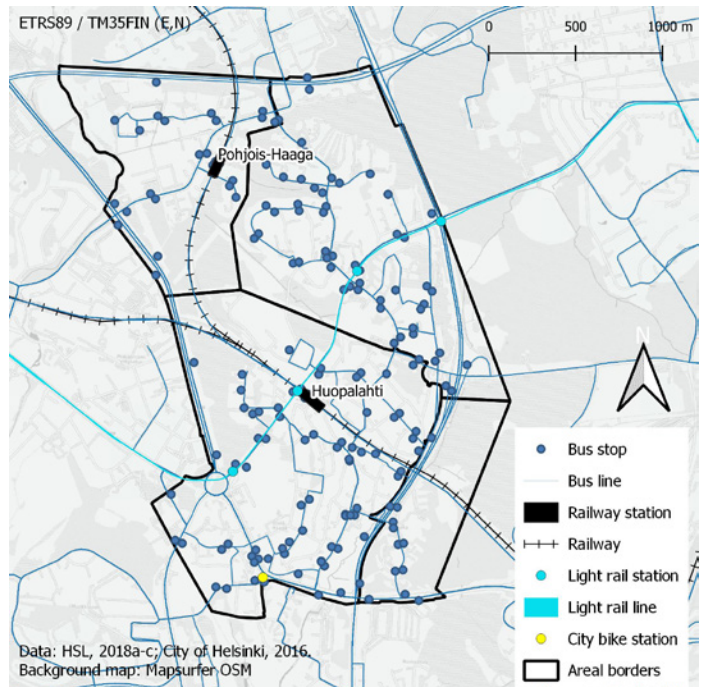 ETRS89 / TM35FIN (E,N)
0 500 1000 m
Pohjois-Haaga
Huopalahti
N
Bus stop
Bus line
Railway station
Railway
Light rail station
Light rail line
City bike station
Areal borders
Data: HSL, 2018a-c; City of Helsinki, 2016.
Background map: Mapsurfer OSM